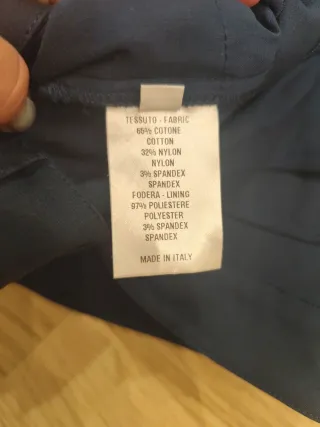 TESSUTO - FABRIC
65% COTONE
COTTON
32% NYLON
NYLON
3% SPANDEX
SPANDEX
FODERA - LINING
97% POLIESTERE
POLYESTER
3% SPANDEX
SPANDEX
MADE IN ITALY